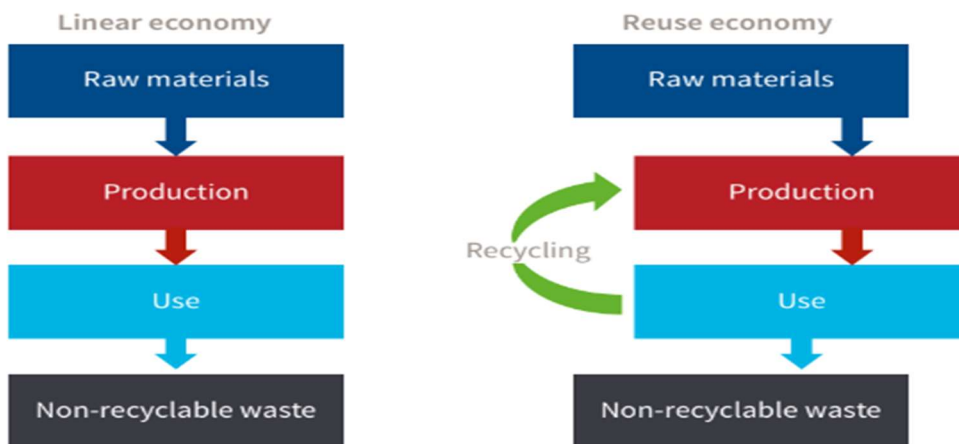 Linear economy
Raw materials
Production
Use
Non-recyclable waste
Reuse economy
Raw materials
Production
Recycling
Use
Non-recyclable waste